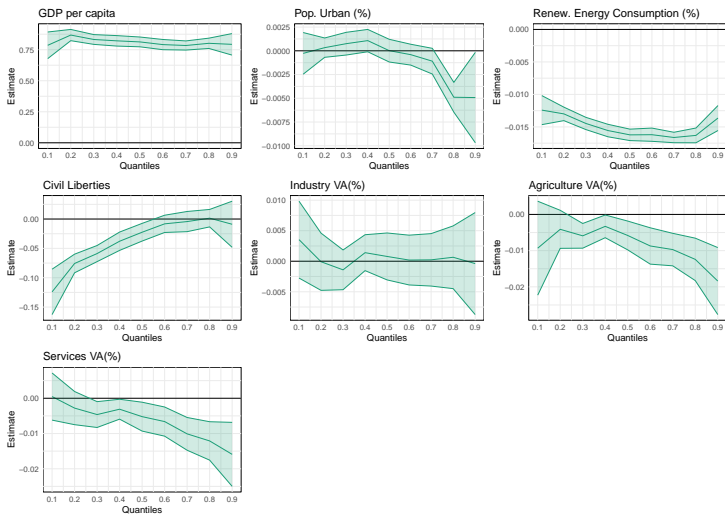 GDP per capita
Estimate
0.75
0.50
0.25
0.00
0.1 0.2 0.3 0.4 0.5 0.6 0.7 0.8 0.9
Quantiles
Pop. Urban (%)
Estimate
0.0025
0.0000
−0.0025
−0.0050
−0.0075
−0.0100
0.1 0.2 0.3 0.4 0.5 0.6 0.7 0.8 0.9
Quantiles
Renew. Energy Consumption (%)
Estimate
0.000
−0.005
−0.010
−0.015
0.1 0.2 0.3 0.4 0.5 0.6 0.7 0.8 0.9
Quantiles
Civil Liberties
Estimate
0.00
−0.05
−0.10
−0.15
0.1 0.2 0.3 0.4 0.5 0.6 0.7 0.8 0.9
Quantiles
Industry VA(%)
Estimate
0.010
0.005
0.000
−0.005
0.1 0.2 0.3 0.4 0.5 0.6 0.7 0.8 0.9
Quantiles
Agriculture VA(%)
Estimate
0.00
−0.01
−0.02
0.1 0.2 0.3 0.4 0.5 0.6 0.7 0.8 0.9
Quantiles
Services VA(%)
Estimate
0.00
−0.01
−0.02
0.1 0.2 0.3 0.4 0.5 0.6 0.7 0.8 0.9
Quantiles